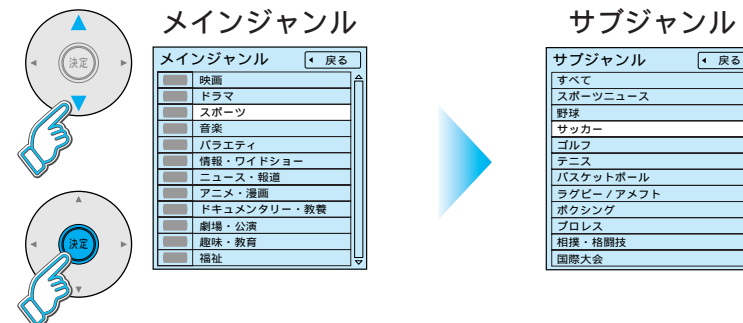 メインジャンル
決定
メインジャンル
戻る
映画
ドラマ
スポーツ
音楽
バラエティ
情報・ワイドショー
ニュース・報道
アニメ・漫画
ドキュメンタリー・教養
劇場・公演
趣味・教育
福祉
決定
サブジャンル
サブジャンル
戻る
すべて
スポーツニュース
野球
サッカー
ゴルフ
テニス
バスケットボール
ラグビー/アメフト
ボクシング
プロレス
相撲・格闘技
国際大会